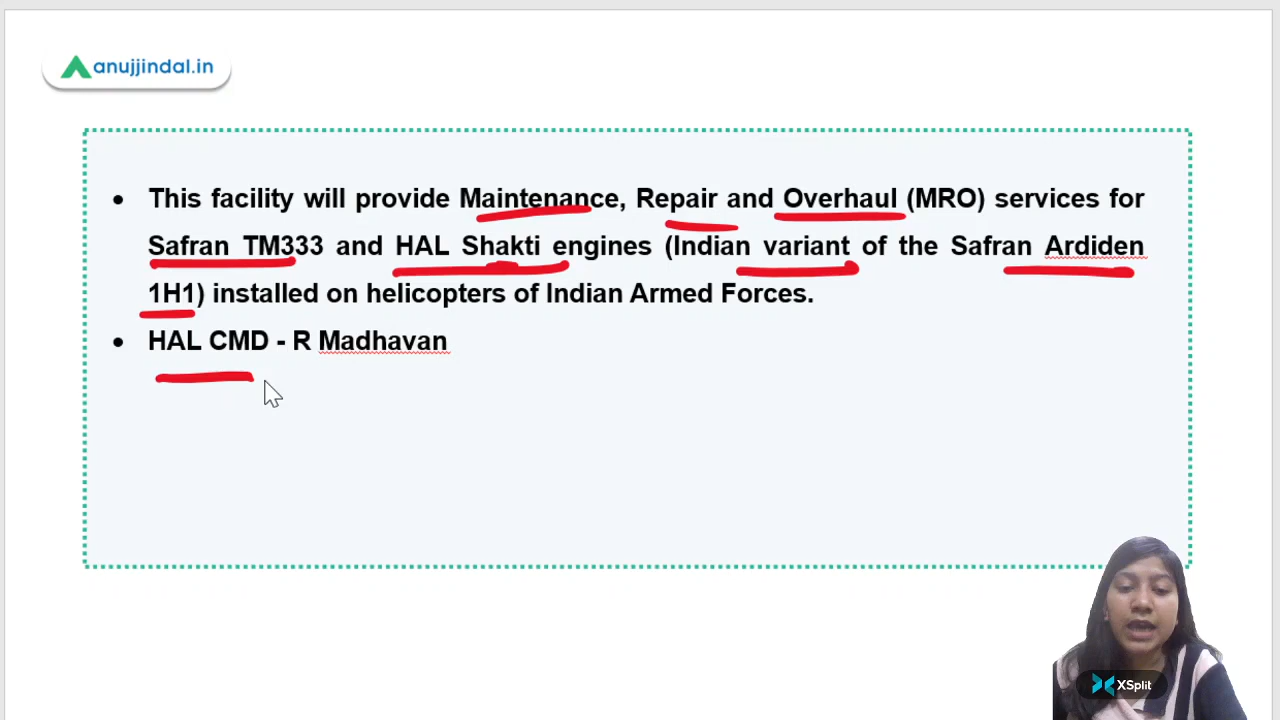 anujjindal.in
• This facility will provide Maintenance, Repair and Overhaul (MRO) services for
Safran TM333 and HAL Shakti engines (Indian variant of the Safran Ardiden
1H1) installed on helicopters of Indian Armed Forces.
• HAL CMD - R Madhavan
XSplit